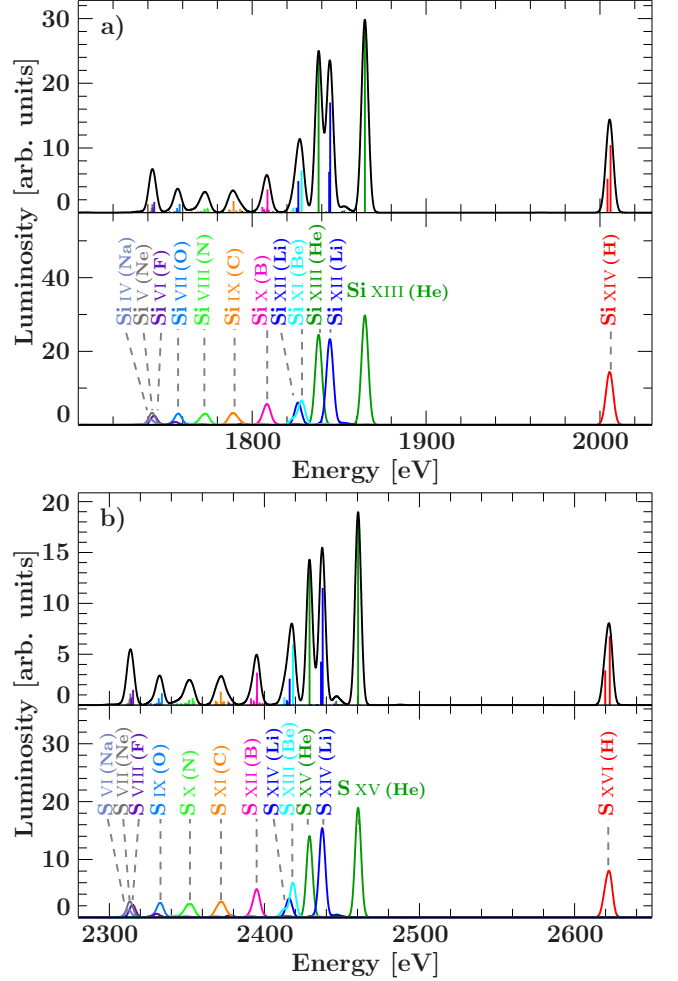 a)
Luminosity [arb. units]
30
20
10
0
40
20
0
Si IV (Na)
Si V (Ne)
Si VI (F)
Si VII (O)
Si VIII (N)
Si IX (C)
Si X (B)
Si XII (Li)
Si XI (Be)
Si XIII (He)
Si XII (Li)
Si XIII (He)
Si XIV (H)
1800
1900
2000
Energy [eV]
b)
Luminosity [arb. units]
20
15
10
5
0
30
20
10
0
S VI (Na)
S VII (Ne)
S VIII (F)
S IX (O)
S X (N)
S XI (C)
S XII (B)
S XIV (Li)
S XIII (Be)
S XV (He)
S XIV (Li)
S XV (He)
S XVI (H)
2300
2400
2500
2600
Energy [eV]